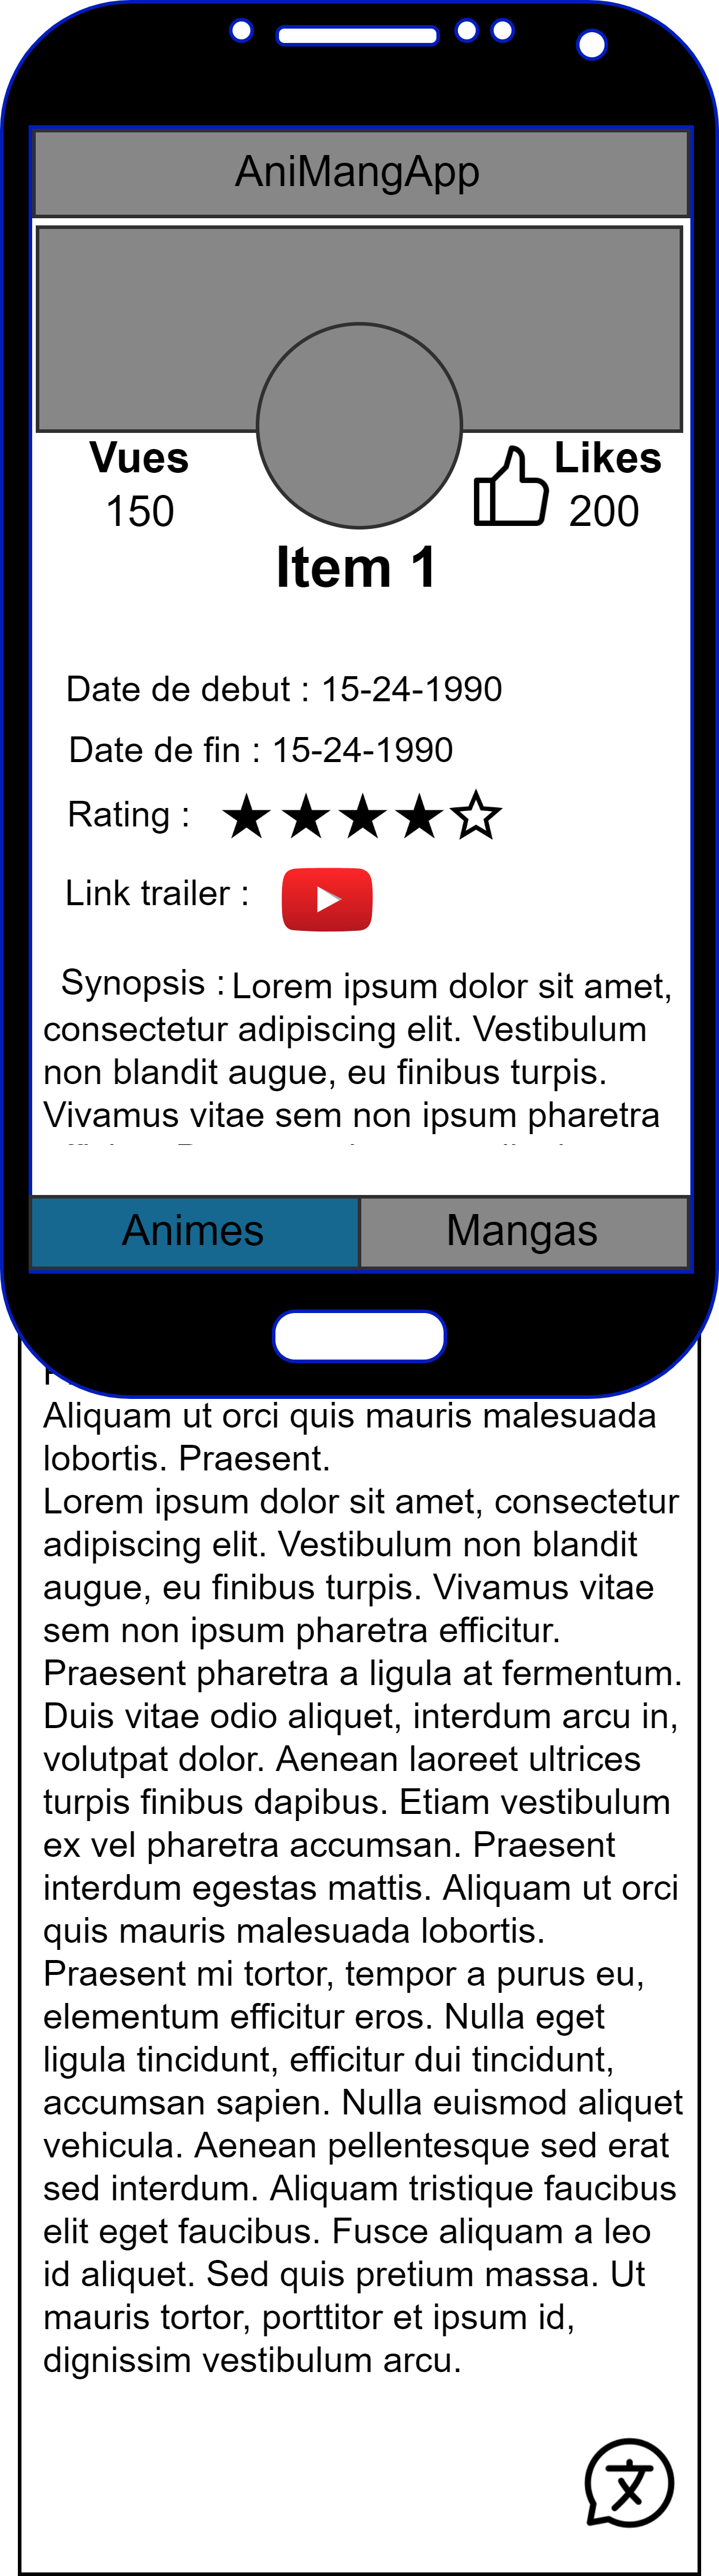 AniMangApp
Vues
Likes
150
200
Item 1
Date de debut : 15-24-1990
Date de fin : 15-24-1990
Rating :
Link trailer :
Synopsis : Lorem ipsum dolor sit amet,
consectetur adipiscing elit. Vestibulum
non blandit augue, eu finibus turpis.
Vivamus vitae sem non ipsum pharetra
Animes
Mangas
Aliquam ut orci quis mauris malesuada
lobortis. Praesent.
Lorem ipsum dolor sit amet, consectetur
adipiscing elit. Vestibulum non blandit
augue, eu finibus turpis. Vivamus vitae
sem non ipsum pharetra efficitur.
Praesent pharetra a ligula at fermentum.
Duis vitae odio aliquet, interdum arcu in,
volutpat dolor. Aenean laoreet ultrices
turpis finibus dapibus. Etiam vestibulum
ex vel pharetra accumsan. Praesent
interdum egestas mattis. Aliquam ut orci
quis mauris malesuada lobortis.
Praesent mi tortor, tempor a purus eu,
elementum efficitur eros. Nulla eget
ligula tincidunt, efficitur dui tincidunt,
accumsan sapien. Nulla euismod aliquet
vehicula. Aenean pellentesque sed erat
sed interdum. Aliquam tristique faucibus
elit eget faucibus. Fusce aliquam a leo
id aliquet. Sed quis pretium massa. Ut
mauris tortor, porttitor et ipsum id,
dignissim vestibulum arcu.
文